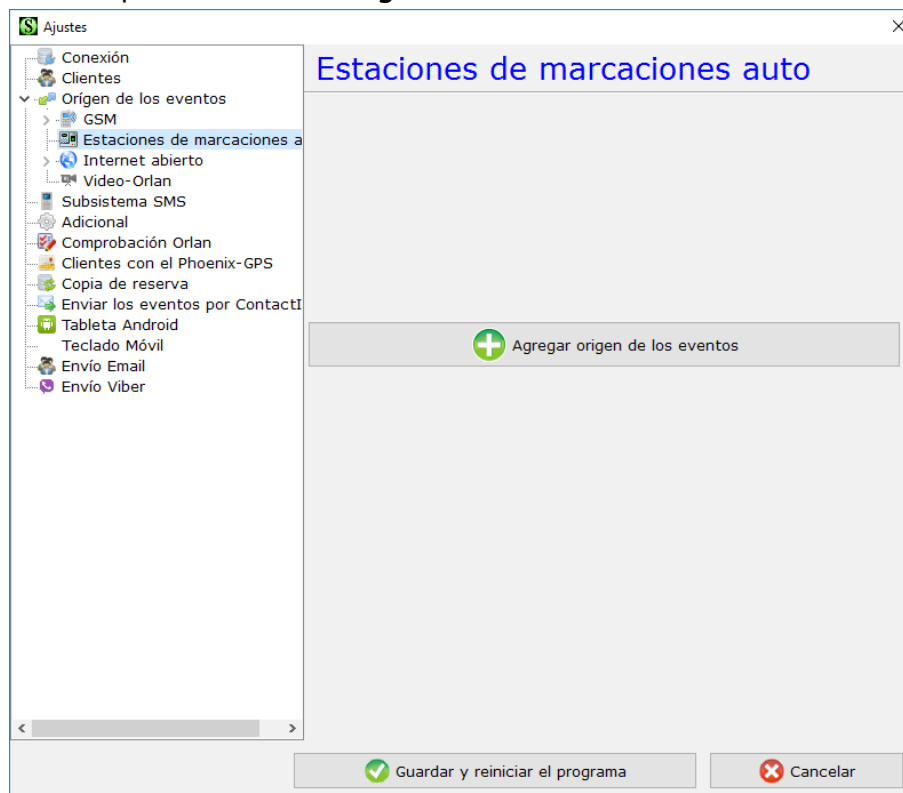 Ajustes
Conexión
Clientes
Orígen de los eventos
GSM
Estaciones de marcaciones a
Internet abierto
Video-Orlan
Subsistema SMS
Adicional
Comprobación Orlan
Clientes con el Phoenix-GPS
Copia de reserva
Enviar los eventos por ContactI
Tableta Android
Teclado Móvil
Envío Email
Envío Viber
Estaciones de marcaciones auto
Agregar origen de los eventos
Guardar y reiniciar el programa
Cancelar